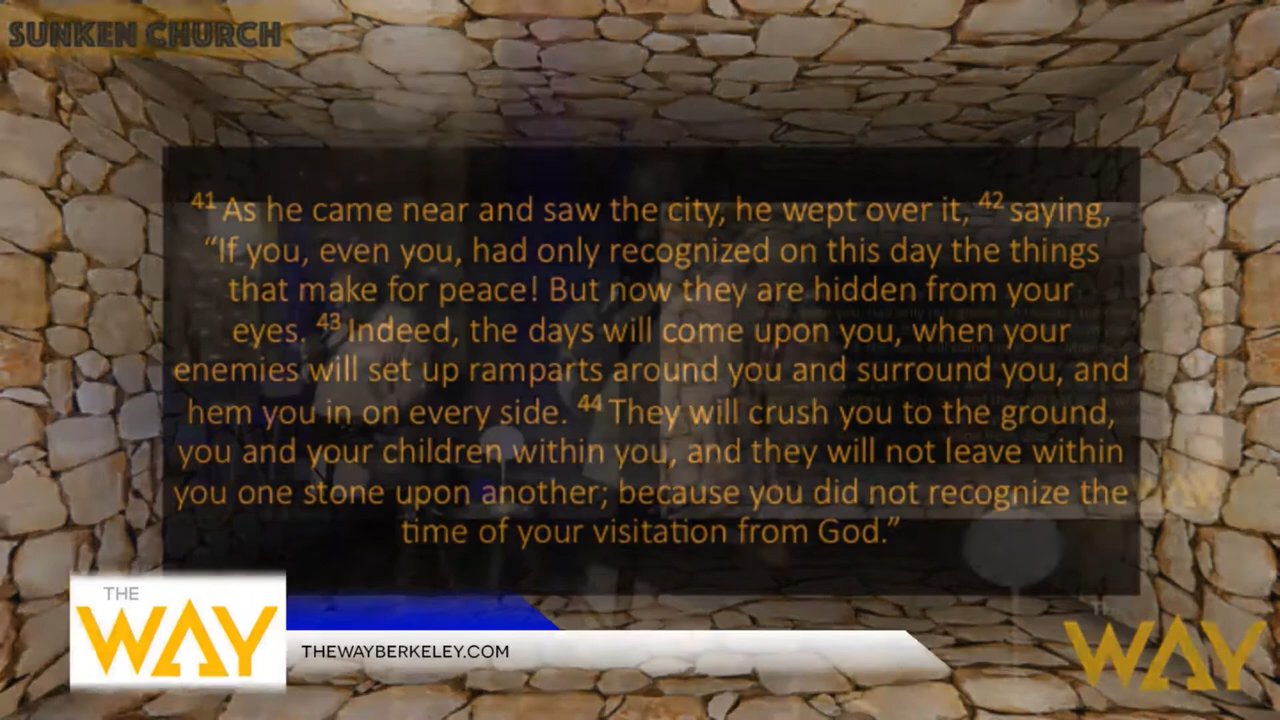 SUNKEN CHURCH
41 As he came near and saw the city, he wept over it, 42 saying,
“If you, even you, had only recognized on this day the things
that make for peace! But now they are hidden from your
eyes. 43 Indeed, the days will come upon you, when your
enemies will set up ramparts around you and surround you, and
hem you in on every side. 44 They will crush you to the ground,
you and your children within you, and they will not leave within
you one stone upon another; because you did not recognize the
time of your visitation from God.”
THE
WAY
THEWAYBERKELEY.COM
WAY